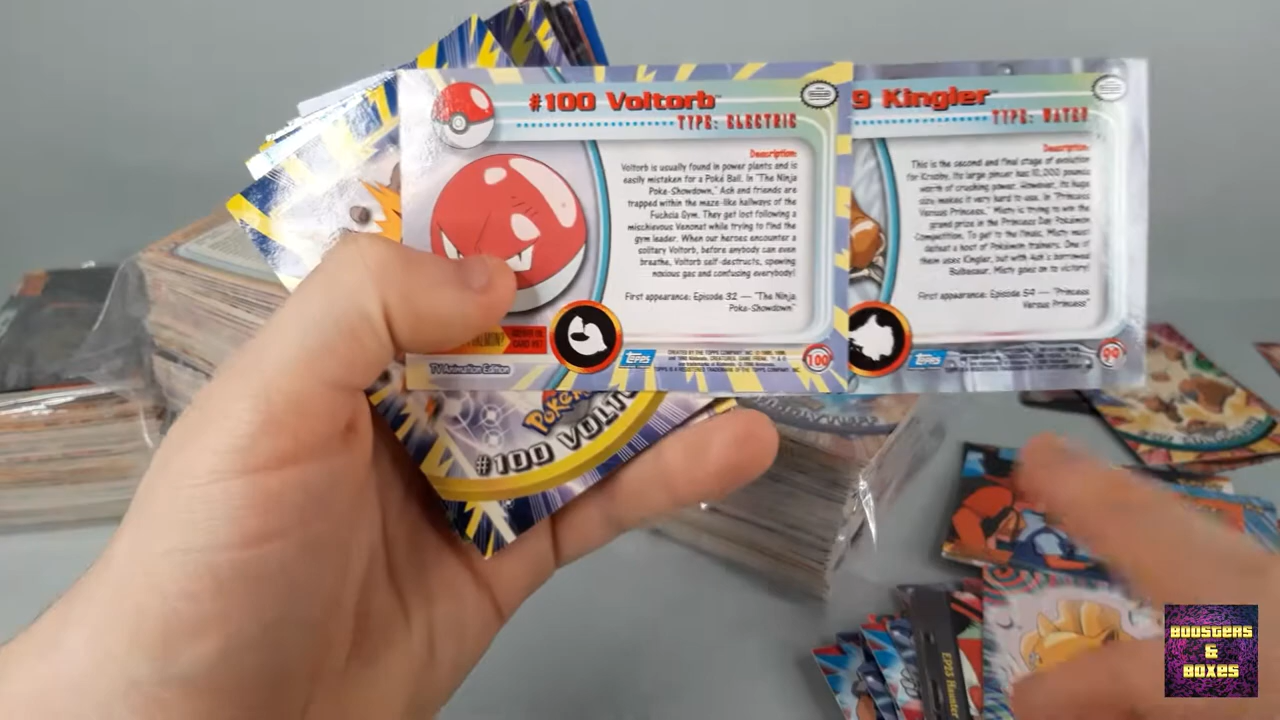 #100 Voltorb™
TYPE: ELECTRIC
Description:
Voltorb is usually found in power plants and is
easily mistaken for a Poké Ball. In "The Ninja
Poke-Showdown," Ash and friends are
trapped within the maze-like hallways of the
Fuchsia Gym. They get lost following a
mischievous Venonat while trying to find the
gym leader. When our heroes encounter a
solitary Voltorb, before anybody can even
breathe, Voltorb self-destructs, spewing
noxious gas and confusing everybody!
First appearance: Episode 32 — "The Ninja
Poke-Showdown"
TV Animation Edition
TOPPS
100
9 Kingler™
TYPE: WATER
Description:
This is the second and final stage of evolution
for Krabby. Its large pincer has 10,000 pounds
worth of crushing power. However, its huge
size makes it very hard to use. In "Princess
Versus Princess," Misty is trying to win the
grand prize in the Princess Day Pokémon
Competition. To get to the finals, Misty must
defeat a host of Pokémon trainers. One of
them uses Kingler, but with Ash's borrowed
Bulbasaur, Misty goes on to victory!
First appearance: Episode 54 — "Princess
Versus Princess"
TOPPS
99
#100 VOLT
EP23 Haunter
BOOSTERS
&
BOXES